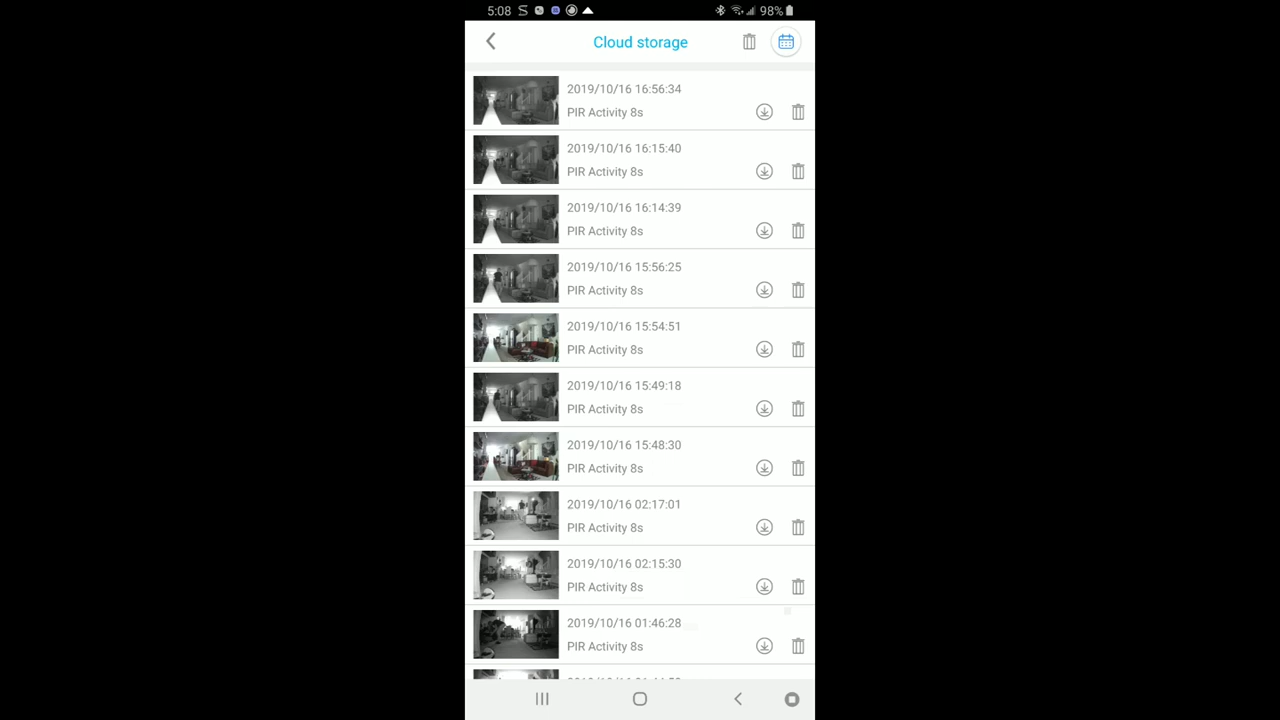 5:08 98%
Cloud storage
2019/10/16 16:56:34
PIR Activity 8s
2019/10/16 16:15:40
PIR Activity 8s
2019/10/16 16:14:39
PIR Activity 8s
2019/10/16 15:56:25
PIR Activity 8s
2019/10/16 15:54:51
PIR Activity 8s
2019/10/16 15:49:18
PIR Activity 8s
2019/10/16 15:48:30
PIR Activity 8s
2019/10/16 02:17:01
PIR Activity 8s
2019/10/16 02:15:30
PIR Activity 8s
2019/10/16 01:46:28
PIR Activity 8s